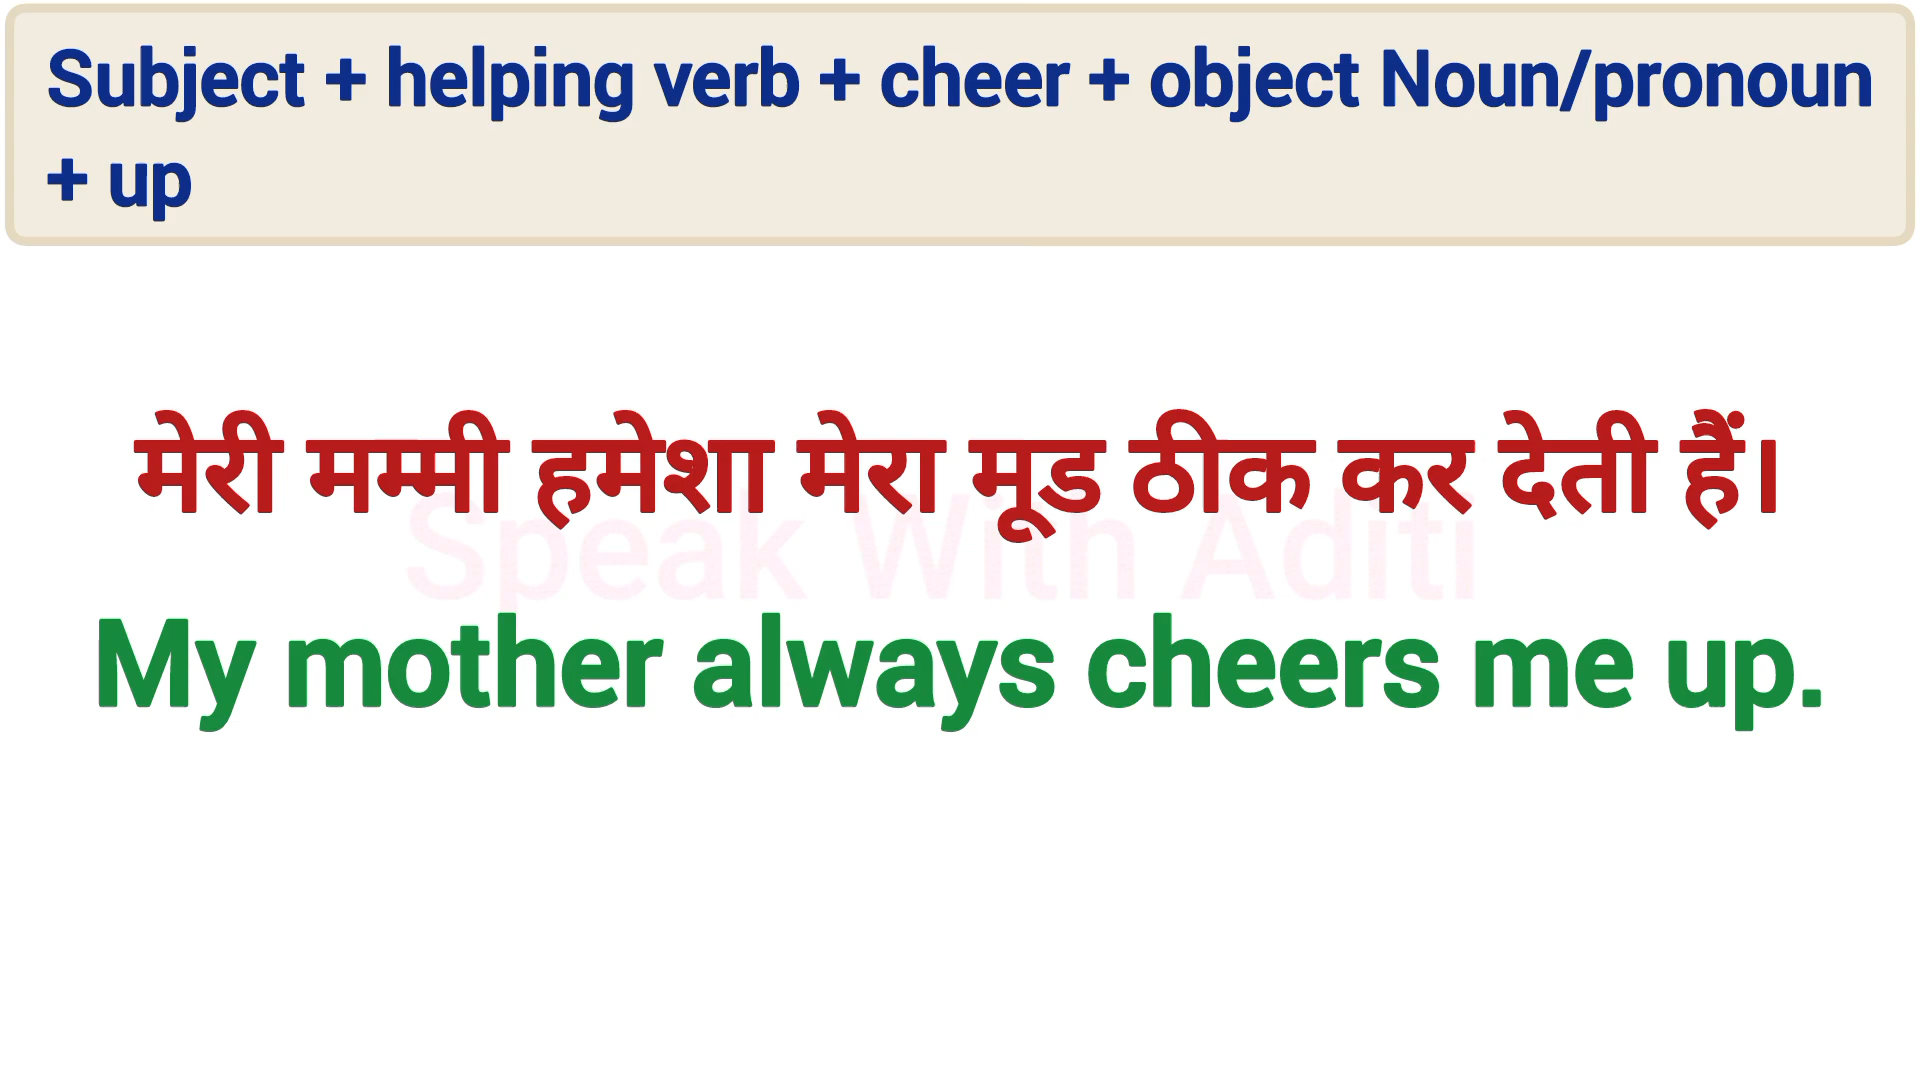 Subject + helping verb + cheer + object Noun/pronoun
+ up
मेरी मम्मी हमेशा मेरा मूड ठीक कर देती हैं।
Speak With Aditi
My mother always cheers me up.